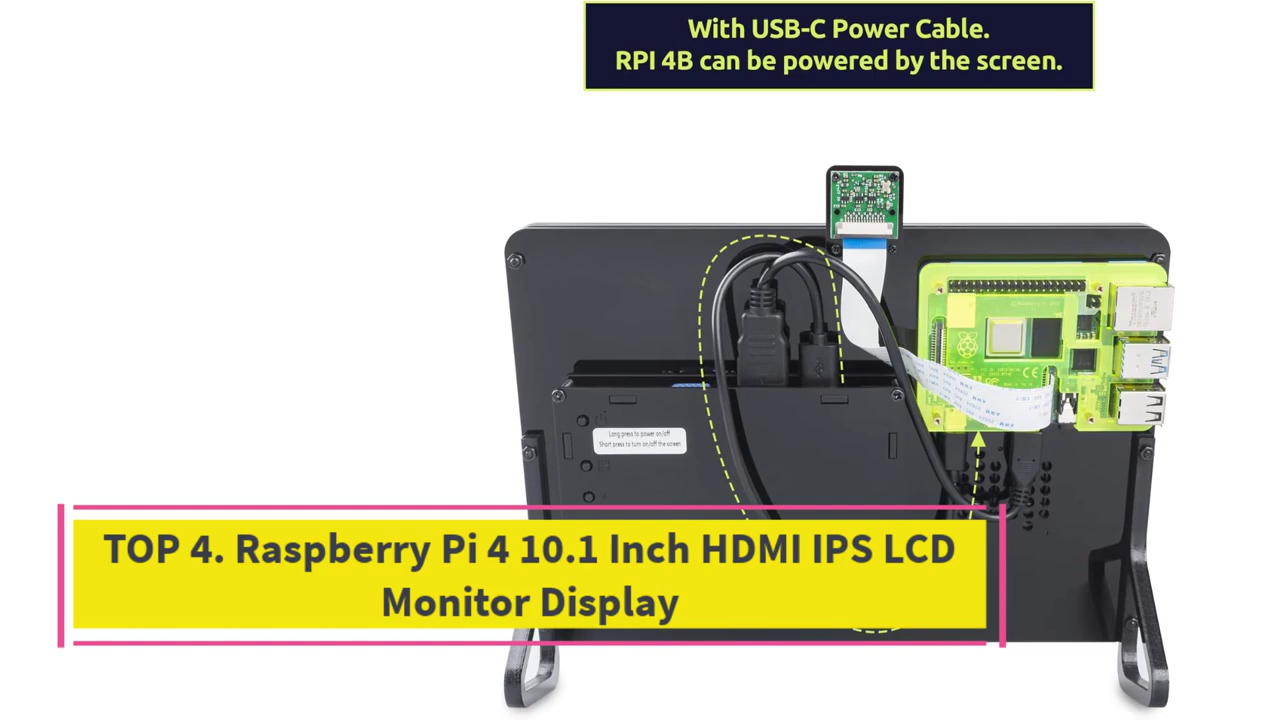 With USB-C Power Cable.
RPI 4B can be powered by the screen.
Long press to power on/off
Short press to turn on/off the screen
TOP 4. Raspberry Pi 4 10.1 Inch HDMI IPS LCD
Monitor Display